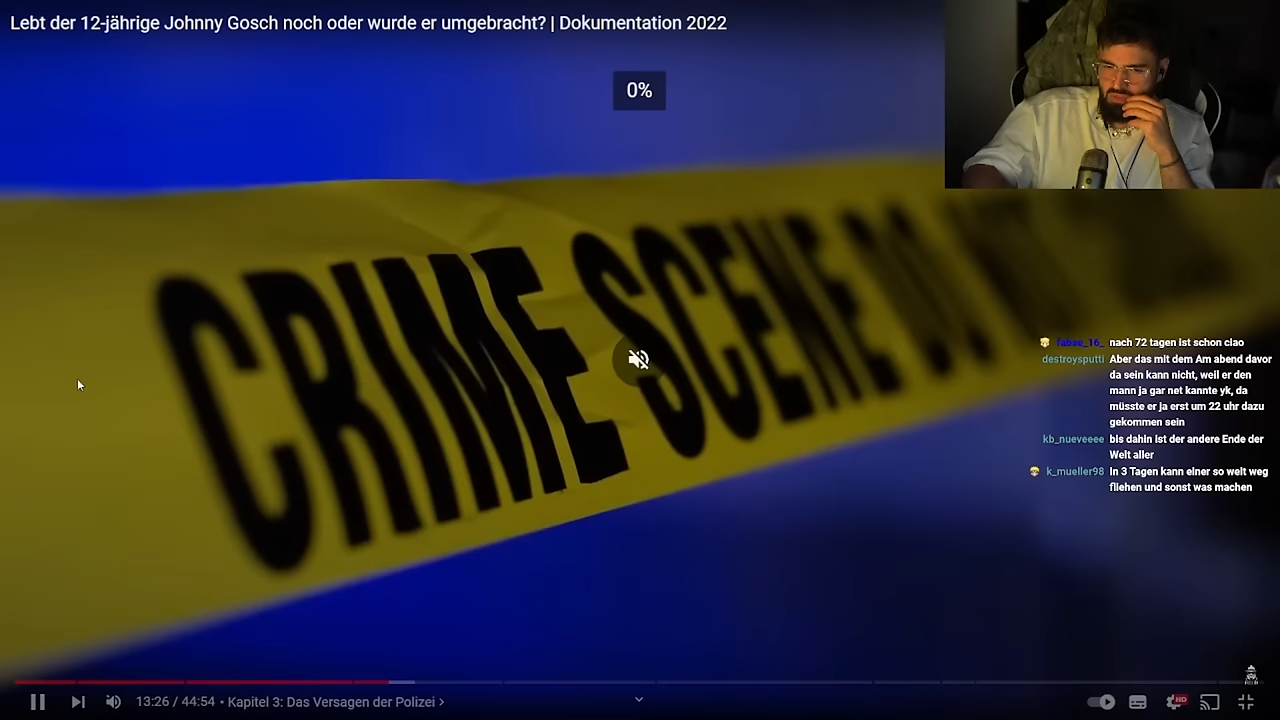 Lebt der 12-jährige Johnny Gosch noch oder wurde er umgebracht? | Dokumentation 2022
0%
CRIME SCENE DO NOT
fabse_16_ nach 72 tagen ist schon ciao
destroysputti Aber das mit dem Am abend davor
da sein kann nicht, weil er den
mann ja gar net kannte yk, da
müsste er ja erst um 22 uhr dazu
gekommen sein
kb_nueveeee bis dahin ist der andere Ende der
Welt aller
k_mueller98 In 3 Tagen kann einer so weit weg
fliehen und sonst was machen
13:26 / 44:54 • Kapitel 3: Das Versagen der Polizei
HD